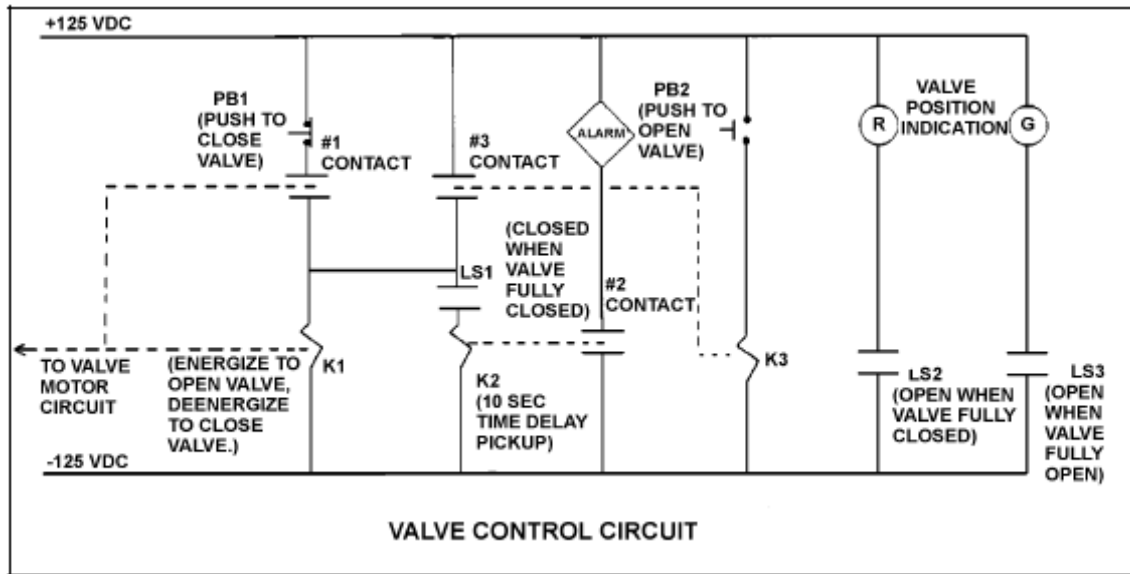 +125 VDC
PB1
(PUSH TO
CLOSE
VALVE)
#1
CONTACT
#3
CONTACT
ALARM
PB2
(PUSH TO
OPEN
VALVE)
R
VALVE
POSITION
INDICATION
G
(CLOSED
WHEN
VALVE
FULLY
CLOSED)
LS1
#2
CONTACT
TO VALVE
MOTOR
CIRCUIT
(ENERGIZE TO
OPEN VALVE,
DEENERGIZE
TO CLOSE
VALVE.)
K1
K2
(10 SEC
TIME DELAY
PICKUP)
K3
LS2
(OPEN WHEN
VALVE FULLY
CLOSED)
LS3
(OPEN
WHEN
VALVE
FULLY
OPEN)
-125 VDC
VALVE CONTROL CIRCUIT